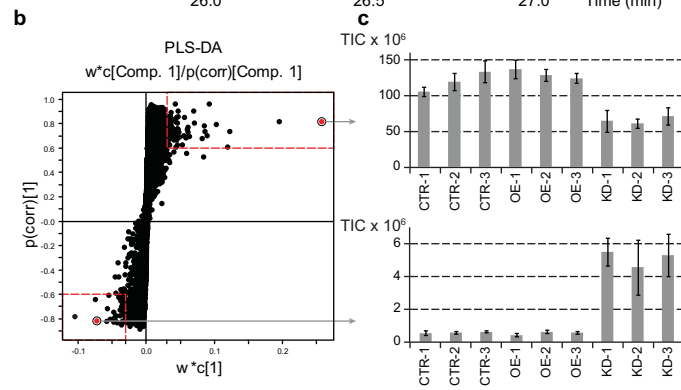 26.0 26.5 27.0 Time (min)
b
c
PLS-DA
w*c[Comp. 1]/p(corr)[Comp. 1]
p(corr)[1]
1.0
0.8
0.6
0.4
0.2
-0.0
-0.2
-0.4
-0.6
-0.8
-0.1 0.0 0.1 0.2
w*c[1]
TIC x 10⁶
150
100
50
0
CTR-1 CTR-2 CTR-3 OE-1 OE-2 OE-3 KD-1 KD-2 KD-3
TIC x 10⁶
6
4
2
0
CTR-1 CTR-2 CTR-3 OE-1 OE-2 OE-3 KD-1 KD-2 KD-3